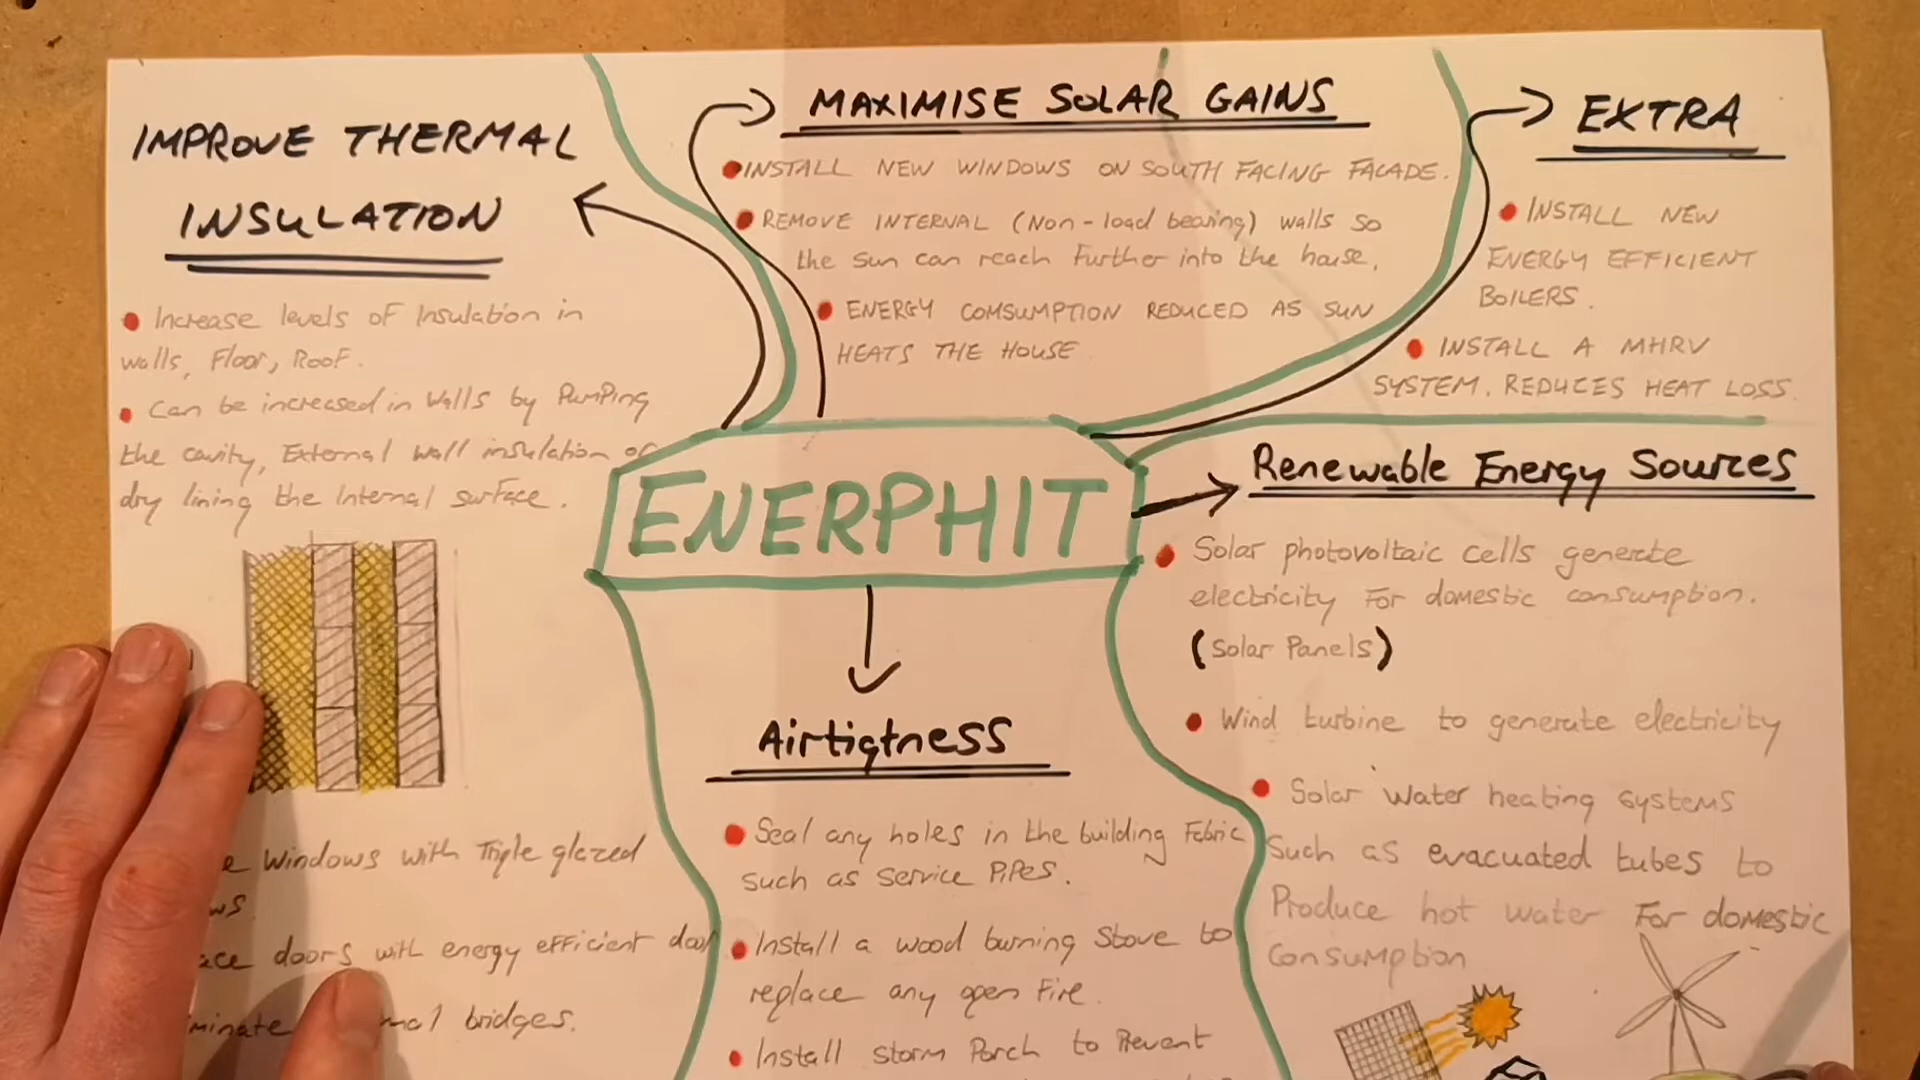 IMPROVE THERMAL
INSULATION
Increase levels of Insulation in
walls, Floor, Roof.
Can be increased in Walls by Pumping
the cavity, External wall insulation or
dry lining the Internal surface.
Windows with Triple glazed
doors with energy efficient door
bridges.
MAXIMISE SOLAR GAINS
INSTALL NEW WINDOWS ON SOUTH FACING FACADE.
REMOVE INTERNAL (Non-load bearing) walls so
the sun can reach Further into the house.
ENERGY COMSUMPTION REDUCED AS SUN
HEATS THE HOUSE
EXTRA
INSTALL NEW
ENERGY EFFICIENT
BOILERS.
INSTALL A MHRV
SYSTEM. REDUCES HEAT LOSS.
ENERPHIT
Renewable Energy Sources
Solar photovoltaic cells generate
electricity For domestic consumption.
(Solar Panels)
Wind turbine to generate electricity
Solar Water heating systems
Such as evacuated tubes to
Produce hot water For domestic
Consumption
Airtigtness
Seal any holes in the building Fabric
such as service PiPes.
Install a wood burning Stove to
replace any open Fire.
Install storm Porch to Prevent